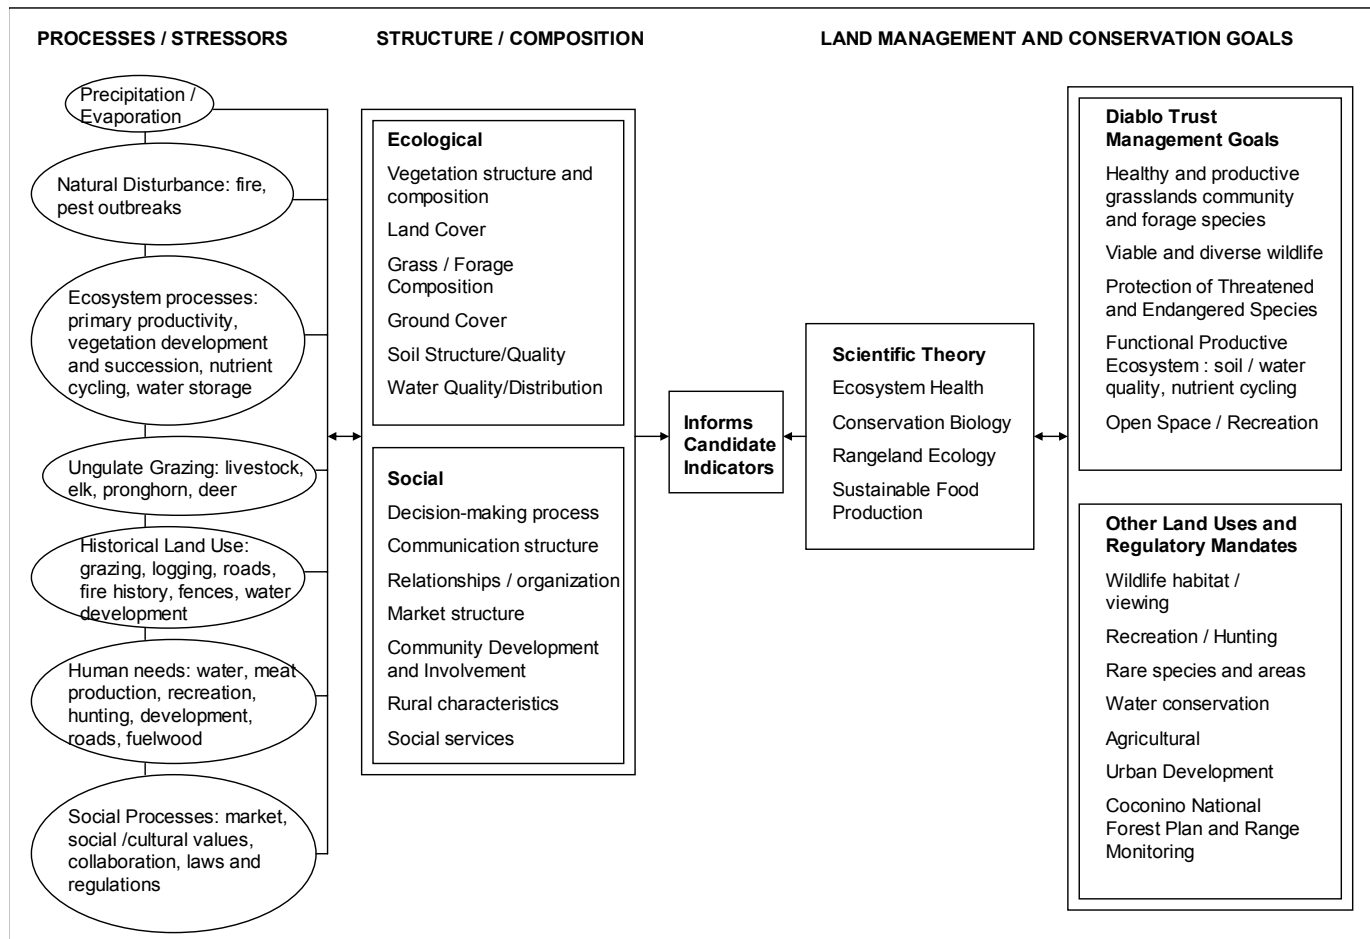 PROCESSES / STRESSORS
STRUCTURE / COMPOSITION
LAND MANAGEMENT AND CONSERVATION GOALS
Precipitation /
Evaporation
Natural Disturbance: fire,
pest outbreaks
Ecosystem processes:
primary productivity,
vegetation development
and succession, nutrient
cycling, water storage
Ungulate Grazing: livestock,
elk, pronghorn, deer
Historical Land Use:
grazing, logging, roads,
fire history, fences, water
development
Human needs: water, meat
production, recreation,
hunting, development,
roads, fuelwood
Social Processes: market,
social /cultural values,
collaboration, laws and
regulations
Ecological
Vegetation structure and
composition
Land Cover
Grass / Forage
Composition
Ground Cover
Soil Structure/Quality
Water Quality/Distribution
Social
Decision-making process
Communication structure
Relationships / organization
Market structure
Community Development
and Involvement
Rural characteristics
Social services
Informs
Candidate
Indicators
Scientific Theory
Ecosystem Health
Conservation Biology
Rangeland Ecology
Sustainable Food
Production
Diablo Trust
Management Goals
Healthy and productive
grasslands community
and forage species
Viable and diverse wildlife
Protection of Threatened
and Endangered Species
Functional Productive
Ecosystem : soil / water
quality, nutrient cycling
Open Space / Recreation
Other Land Uses and
Regulatory Mandates
Wildlife habitat /
viewing
Recreation / Hunting
Rare species and areas
Water conservation
Agricultural
Urban Development
Coconino National
Forest Plan and Range
Monitoring